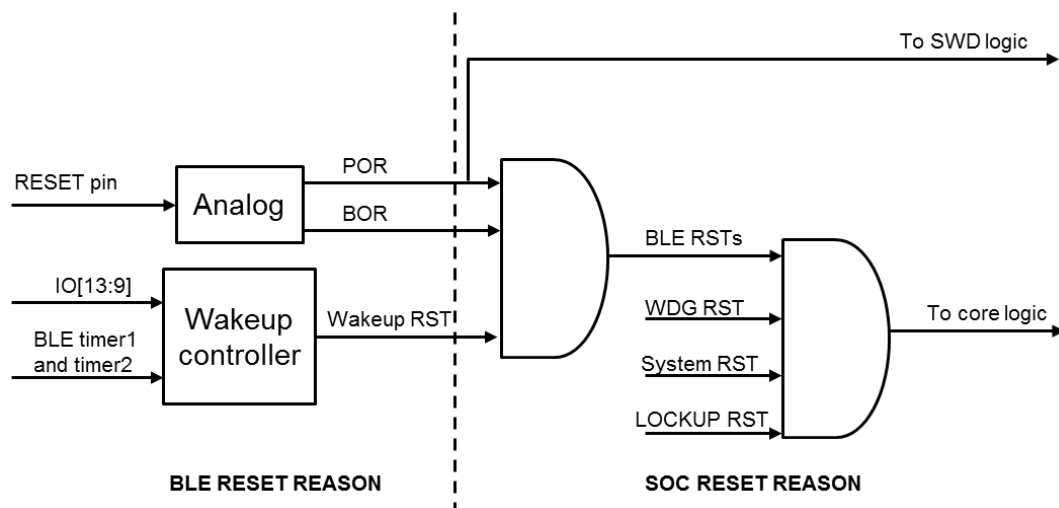 To SWD logic
POR
RESET pin
Analog
BOR
BLE RSTs
IO[13:9]
WDG RST
Wakeup
controller
Wakeup RST
To core logic
BLE timer1
and timer2
System RST
LOCKUP RST
BLE RESET REASON
SOC RESET REASON